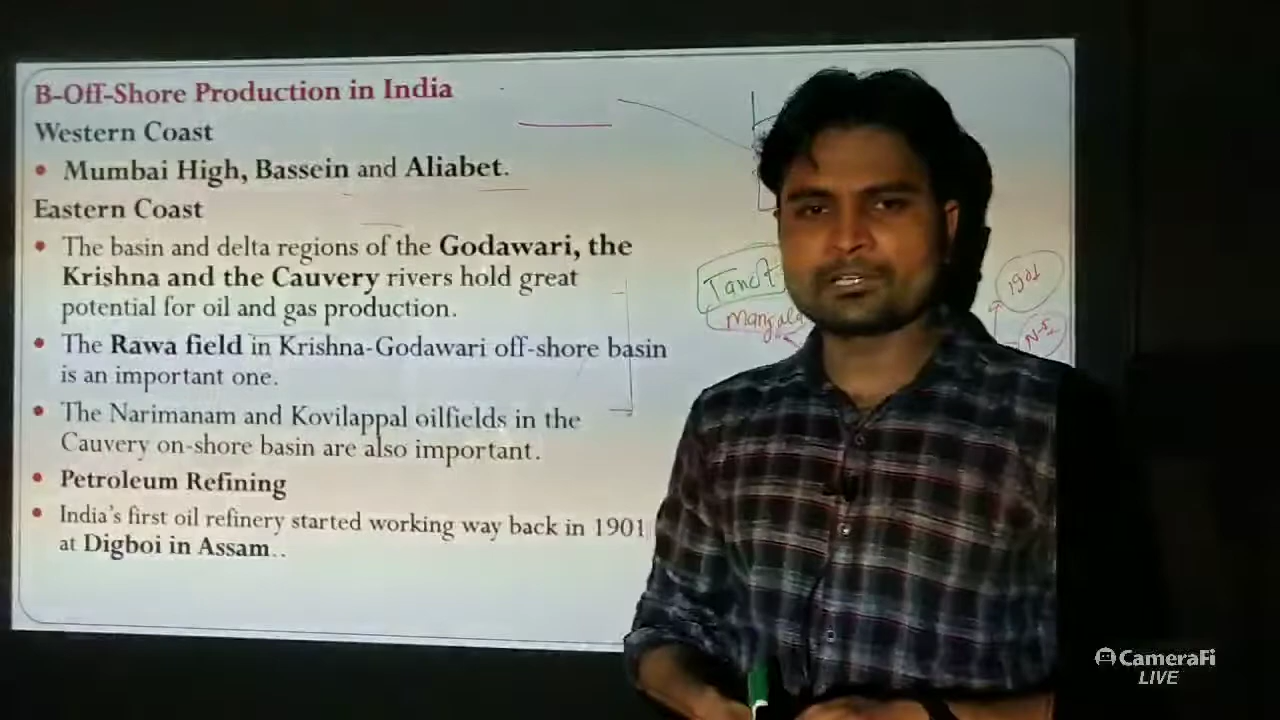 B-Off-Shore Production in India
Western Coast
• Mumbai High, Bassein and Aliabet.
Eastern Coast
• The basin and delta regions of the Godawari, the
Krishna and the Cauvery rivers hold great
potential for oil and gas production.
• The Rawa field in Krishna-Godawari off-shore basin
is an important one.
• The Narimanam and Kovilappal oilfields in the
Cauvery on-shore basin are also important.
• Petroleum Refining
• India's first oil refinery started working way back in 1901
at Digboi in Assam..
Tanot
Mangala
1901
CameraFi
LIVE